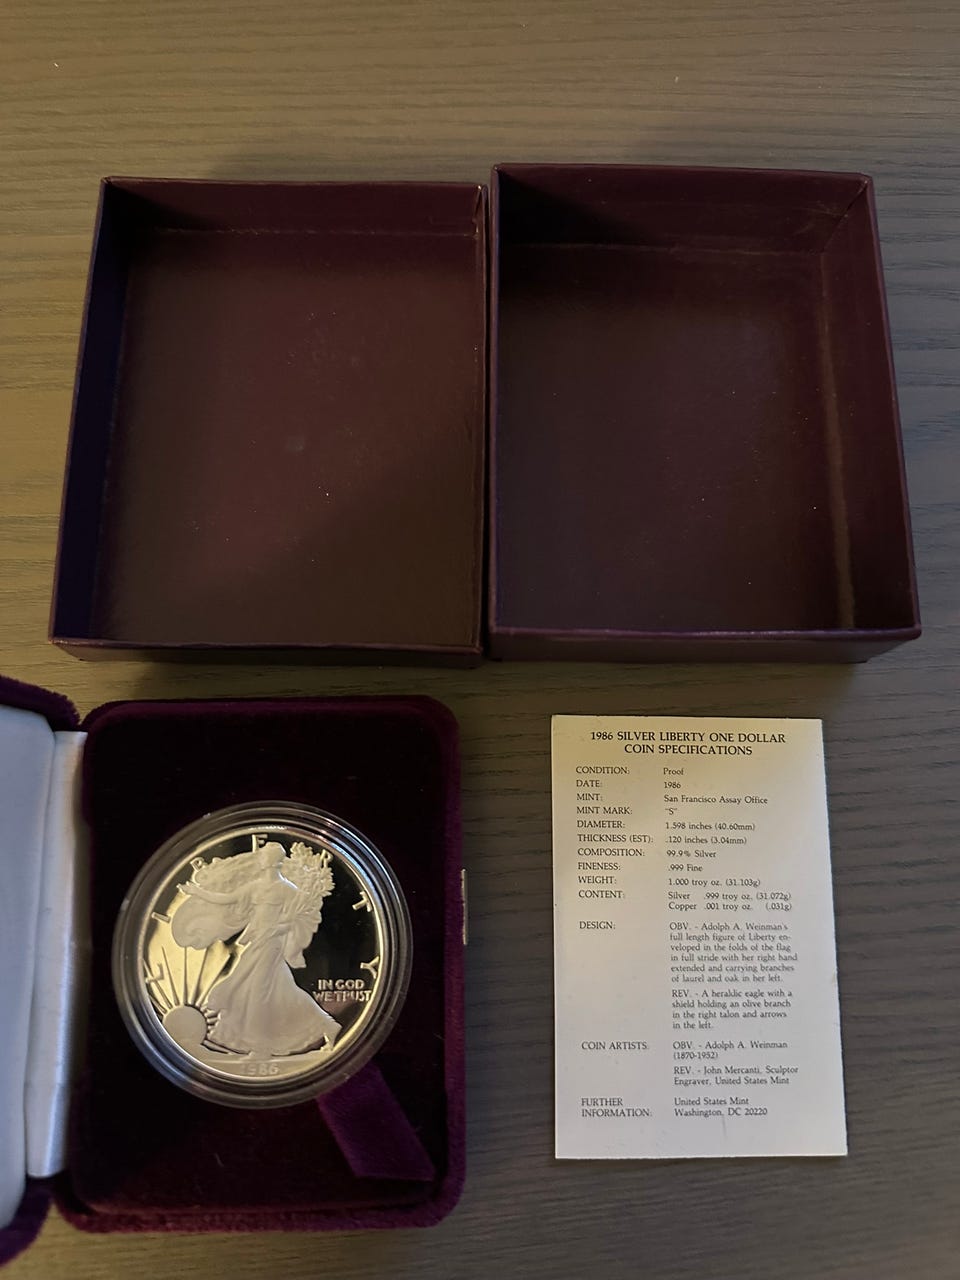 LIBERTY
IN GOD
WE TRUST
1986
1986 SILVER LIBERTY ONE DOLLAR
COIN SPECIFICATIONS
CONDITION: Proof
DATE: 1986
MINT: San Francisco Assay Office
MINT MARK: "S"
DIAMETER: 1.598 inches (40.60mm)
THICKNESS (EST): .120 inches (3.04mm)
COMPOSITION: 99.9% Silver
FINENESS: .999 Fine
WEIGHT: 1.000 troy oz. (31.103g)
CONTENT: Silver .999 troy oz. (31.072g)
Copper .001 troy oz. (.031g)
DESIGN: OBV. - Adolph A. Weinman's
full length figure of Liberty en-
veloped in the folds of the flag
in full stride with her right hand
extended and carrying branches
of laurel and oak in her left.
REV. - A heraldic eagle with a
shield holding an olive branch
in the right talon and arrows
in the left.
COIN ARTISTS: OBV. - Adolph A. Weinman
(1870-1952)
REV. - John Mercanti, Sculptor
Engraver, United States Mint
FURTHER United States Mint
INFORMATION: Washington, DC 20220